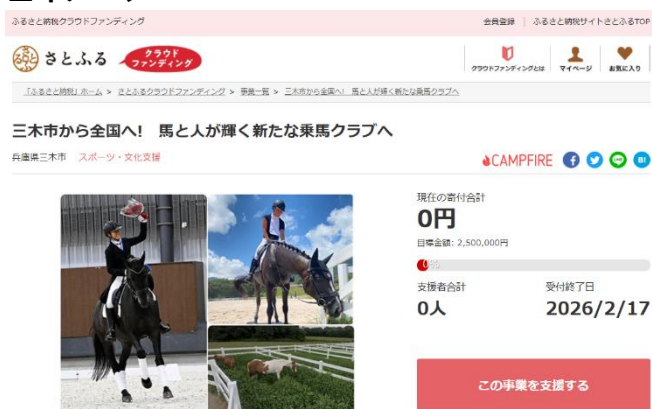 ふるさと納税クラウドファンディング
会員登録 | ふるさと納税サイトさとふるTOP
さとふる
クラウド
ファンディング
クラウドファンディングとは
マイページ
お気に入り
「ふるさと納税」ホーム > さとふるクラウドファンディング > 事業一覧 > 三木市から全国へ! 馬と人が輝く新たな乗馬クラブへ
三木市から全国へ! 馬と人が輝く新たな乗馬クラブへ
兵庫県三木市 スポーツ・文化支援
CAMPFIRE
現在の寄付合計
0円
目標金額: 2,500,000円
支援者合計
0人
受付終了日
2026/2/17
この事業を支援する